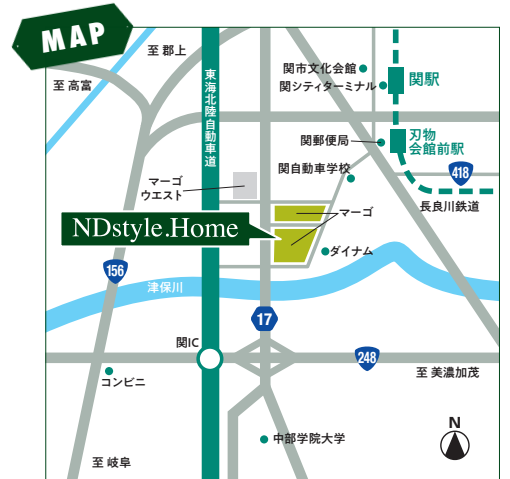 MAP
至 郡上
至 高富
東海北陸自動車道
関市文化会館
関シティターミナル
関駅
関郵便局
刃物
会館前駅
関自動車学校
418
マーゴ
ウエスト
マーゴ
長良川鉄道
NDstyle.Home
ダイナム
156
津保川
17
関IC
248
至 美濃加茂
コンビニ
中部学院大学
至 岐阜
N